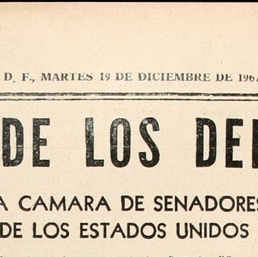 D. F., MARTES 19 DE DICIEMBRE DE 196
DE LOS DE
A CAMARA DE SENADORES
DE LOS ESTADOS UNIDOS